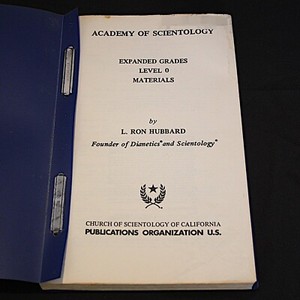 ACADEMY OF SCIENTOLOGY
EXPANDED GRADES
LEVEL 0
MATERIALS
by
L. RON HUBBARD
Founder of Dianetics® and Scientology®
CHURCH OF SCIENTOLOGY OF CALIFORNIA
PUBLICATIONS ORGANIZATION U.S.